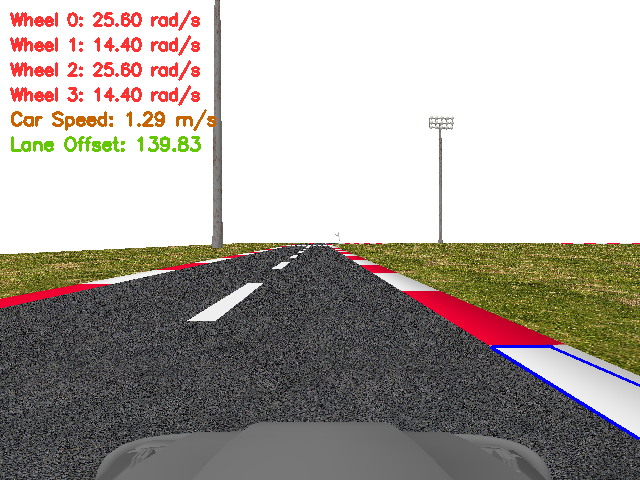 Wheel 0: 25.60 rad/s
Wheel 1: 14.40 rad/s
Wheel 2: 25.60 rad/s
Wheel 3: 14.40 rad/s
Car Speed: 1.29 m/s
Lane Offset: 139.83